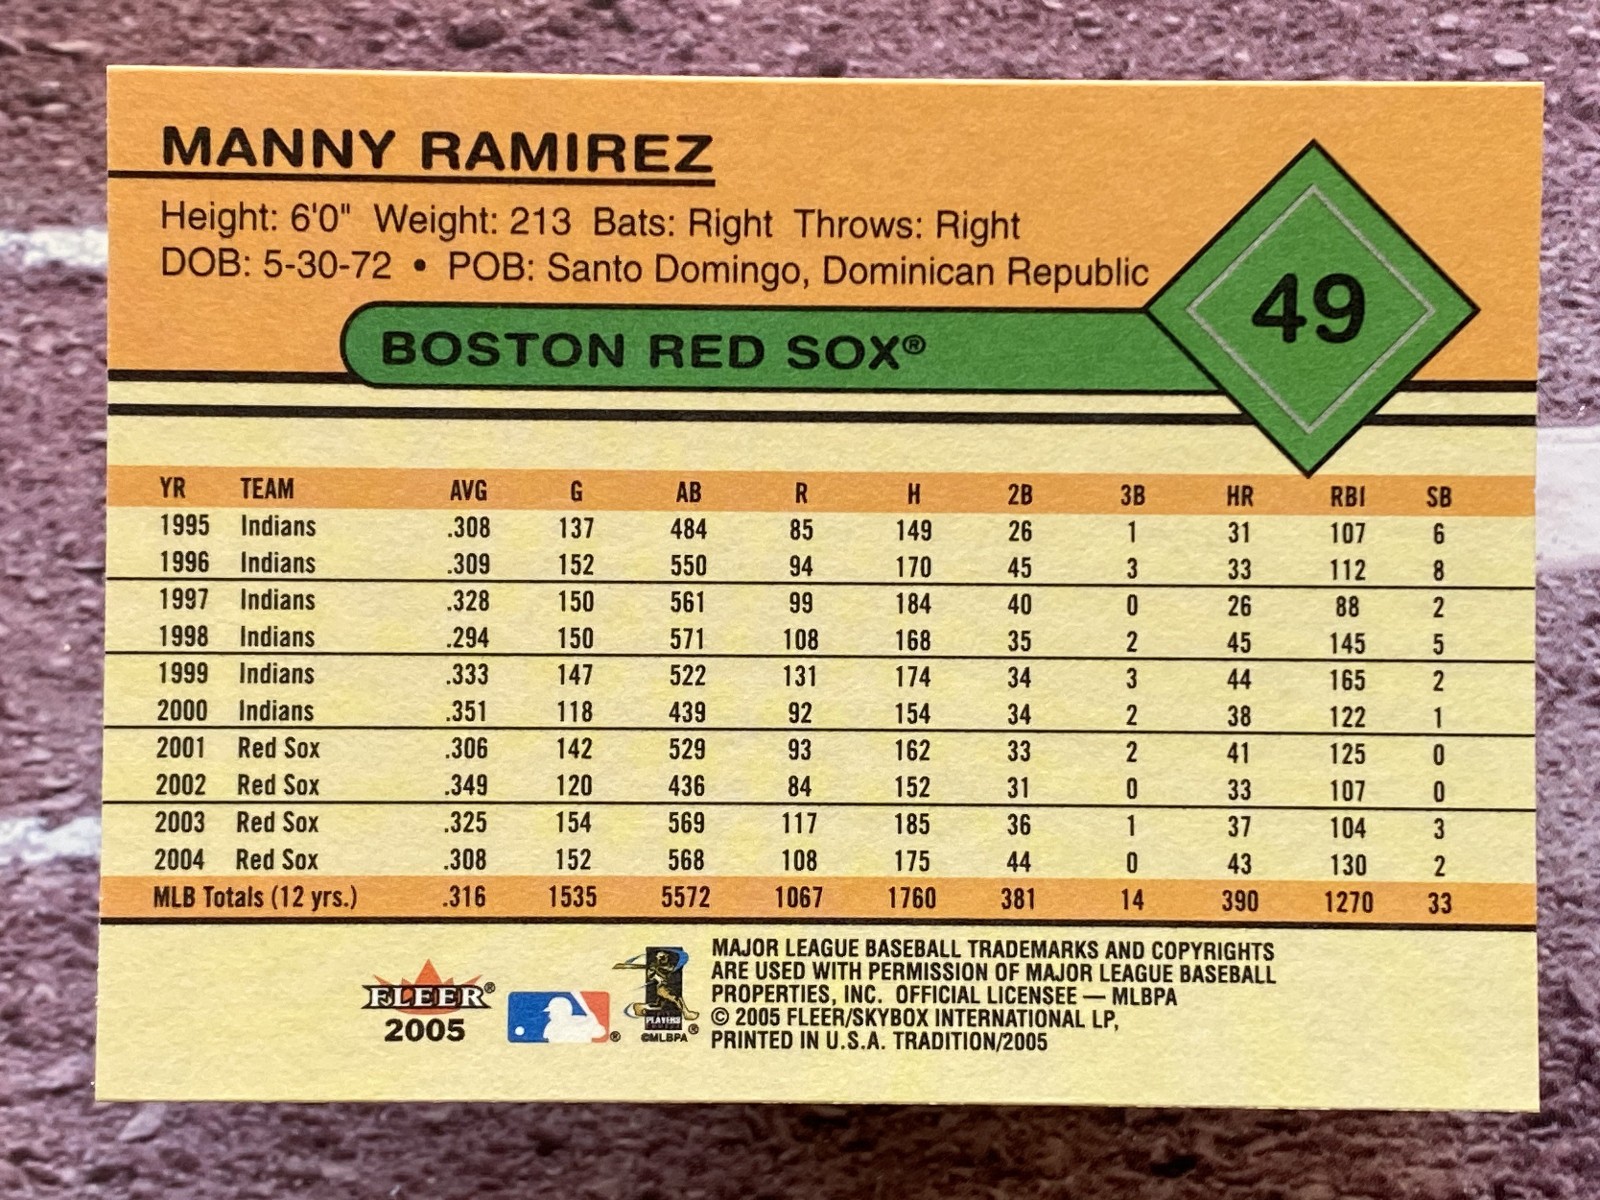 MANNY RAMIREZ
Height: 6'0" Weight: 213 Bats: Right Throws: Right
DOB: 5-30-72 • POB: Santo Domingo, Dominican Republic
49
BOSTON RED SOX®
YR TEAM AVG G AB R H 2B 3B HR RBI SB
1995 Indians .308 137 484 85 149 26 1 31 107 6
1996 Indians .309 152 550 94 170 45 3 33 112 8
1997 Indians .328 150 561 99 184 40 0 26 88 2
1998 Indians .294 150 571 108 168 35 2 45 145 5
1999 Indians .333 147 522 131 174 34 3 44 165 2
2000 Indians .351 118 439 92 154 34 2 38 122 1
2001 Red Sox .306 142 529 93 162 33 2 41 125 0
2002 Red Sox .349 120 436 84 152 31 0 33 107 0
2003 Red Sox .325 154 569 117 185 36 1 37 104 3
2004 Red Sox .308 152 568 108 175 44 0 43 130 2
MLB Totals (12 yrs.) .316 1535 5572 1067 1760 381 14 390 1270 33
FLEER®
2005
®
PLAYERS
®
©MLBPA
MAJOR LEAGUE BASEBALL TRADEMARKS AND COPYRIGHTS
ARE USED WITH PERMISSION OF MAJOR LEAGUE BASEBALL
PROPERTIES, INC. OFFICIAL LICENSEE — MLBPA
© 2005 FLEER/SKYBOX INTERNATIONAL LP,
PRINTED IN U.S.A. TRADITION/2005